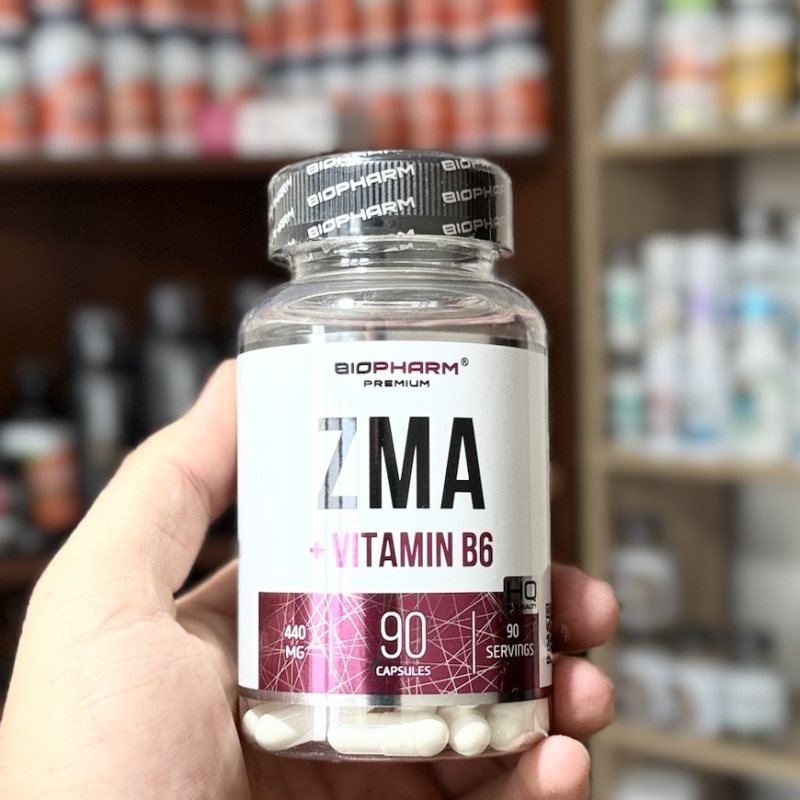 BIOPHARM
BIOPHARM
BIOPHARM
BIOPHARM
BIOPHARM®
PREMIUM
ZMA
+ VITAMIN B6
HQ
440
MG
90
CAPSULES
90
SERVINGS